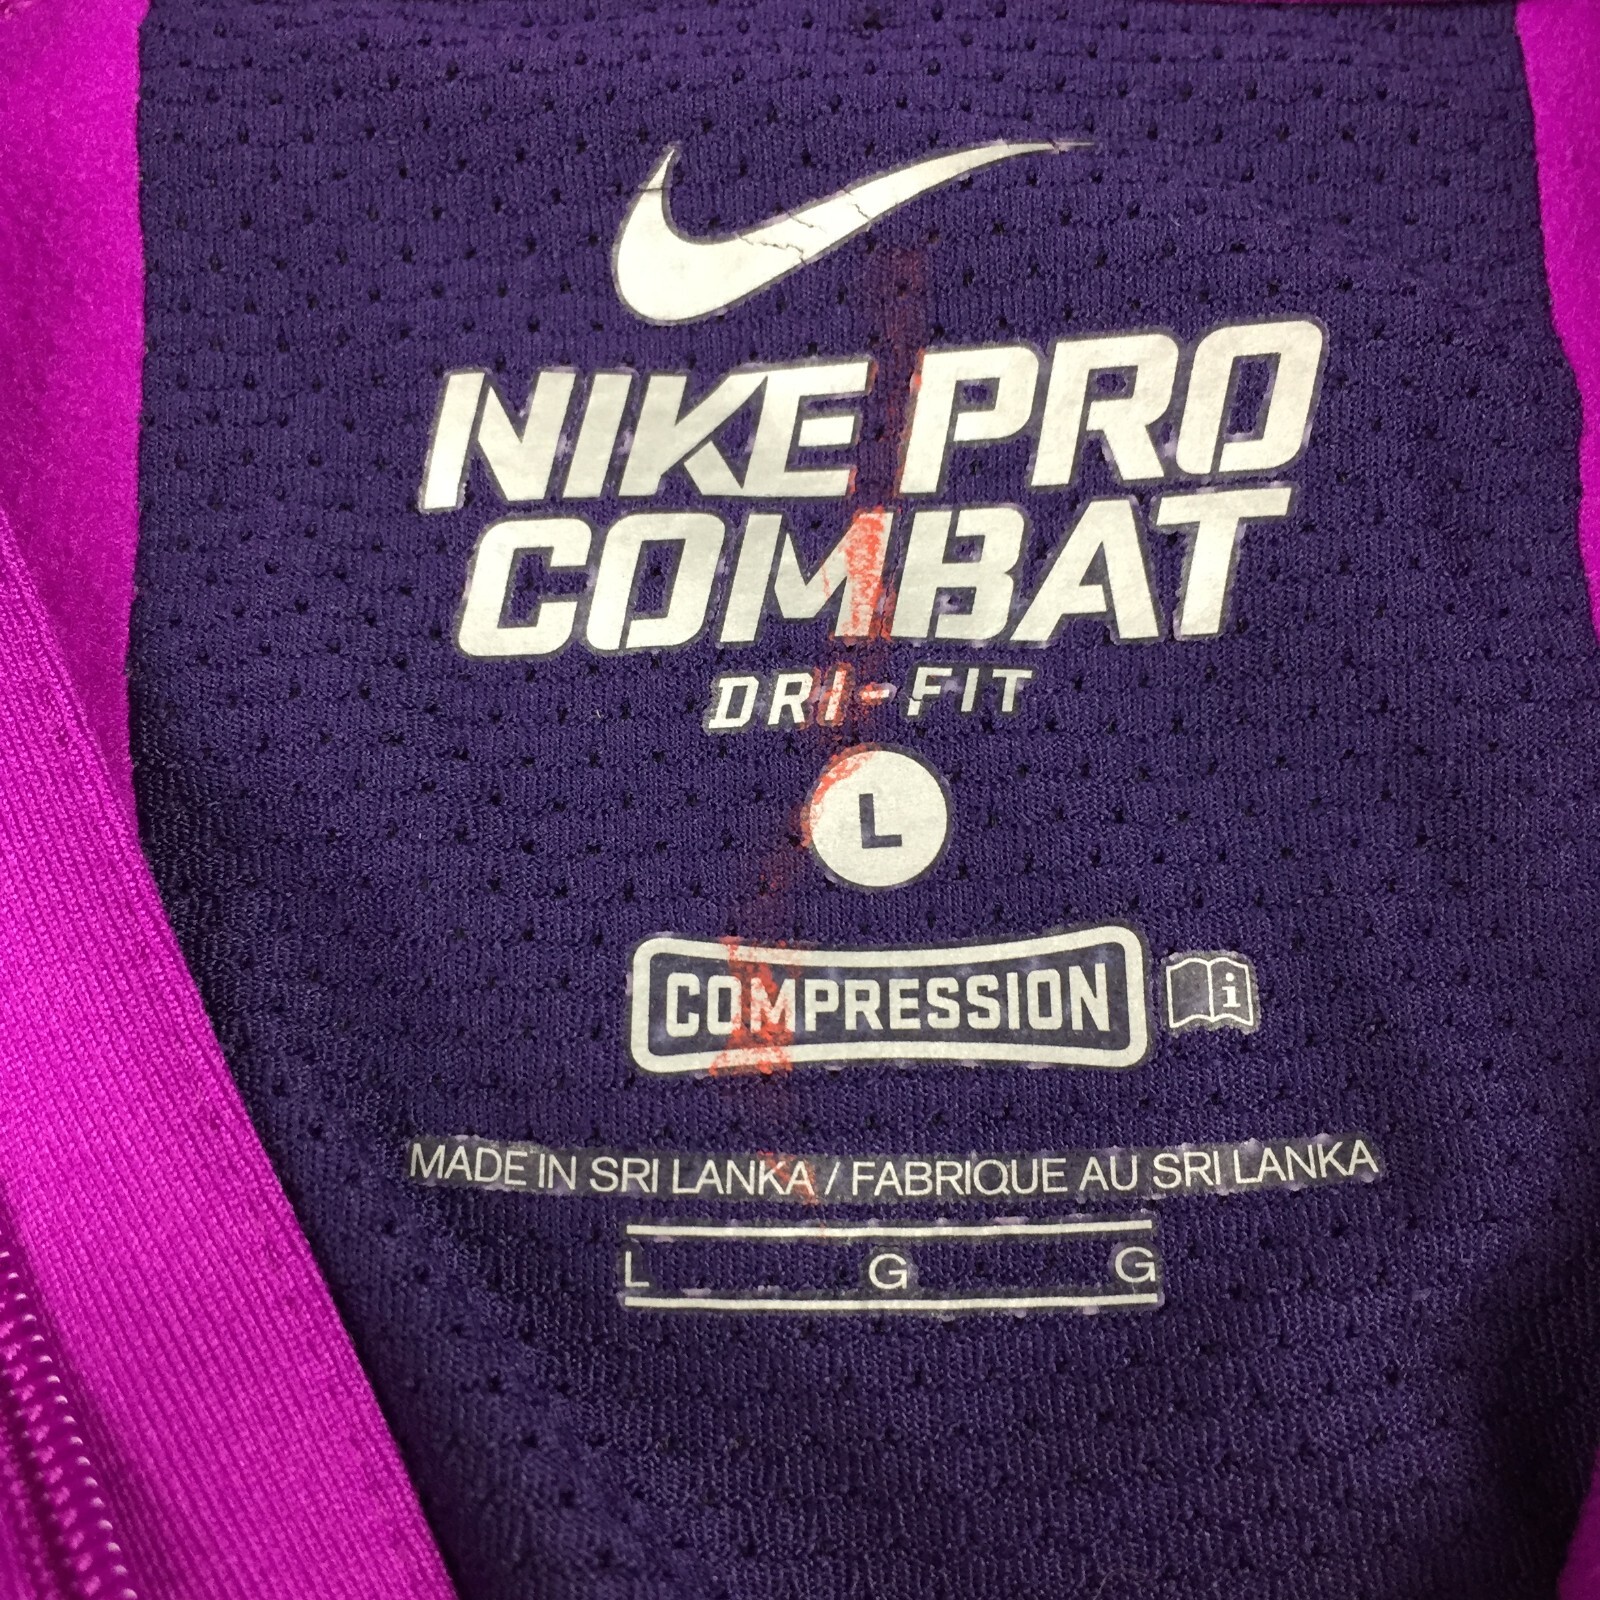 NIKE PRO
COMBAT
DRI-FIT
L
COMPRESSION i
MADE IN SRI LANKA / FABRIQUE AU SRI LANKA
L G G